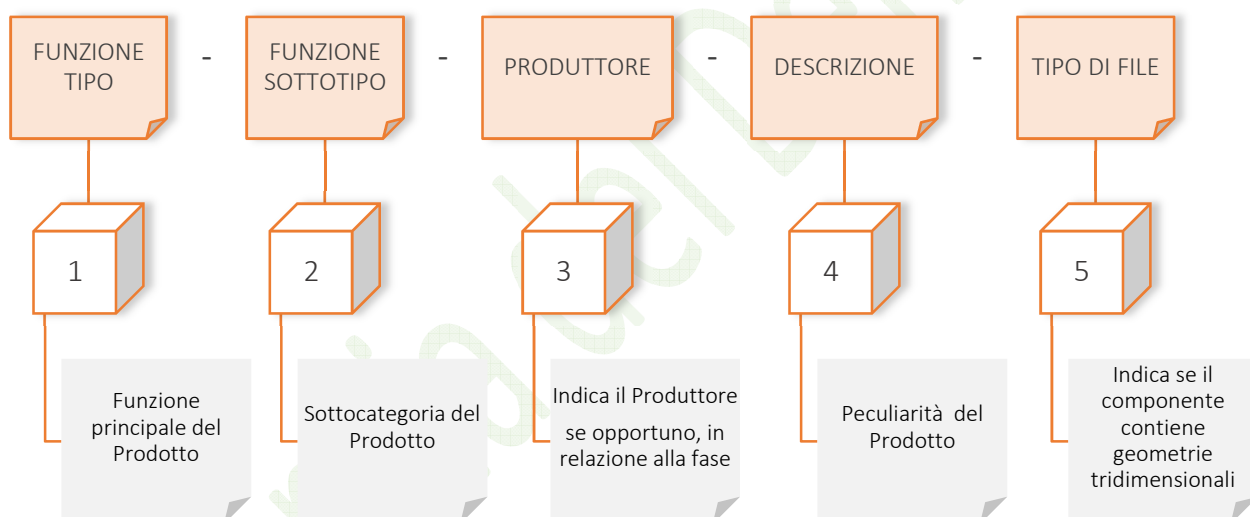 FUNZIONE
TIPO
-
FUNZIONE
SOTTOTIPO
-
PRODUTTORE
-
DESCRIZIONE
-
TIPO DI FILE
1
2
3
4
5
Funzione
principale del
Prodotto
Sottocategoria del
Prodotto
Indica il Produttore
se opportuno, in
relazione alla fase
Peculiarità del
Prodotto
Indica se il
componente
contiene
geometrie
tridimensionali